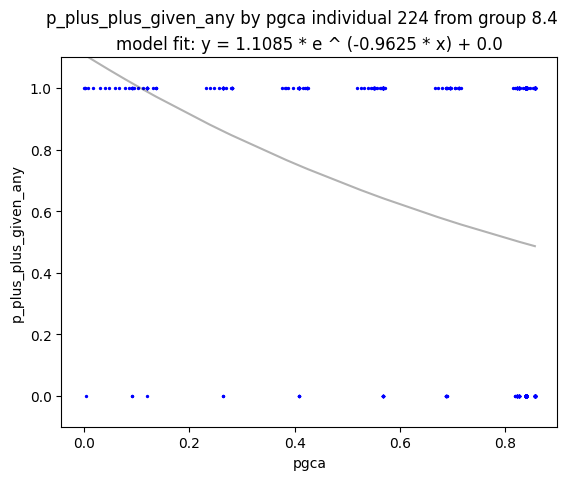 p_plus_plus_given_any by pgca individual 224 from group 8.4
model fit: y = 1.1085 * e ^ (-0.9625 * x) + 0.0
p_plus_plus_given_any
1.0
0.8
0.6
0.4
0.2
0.0
0.0 0.2 0.4 0.6 0.8
pgca